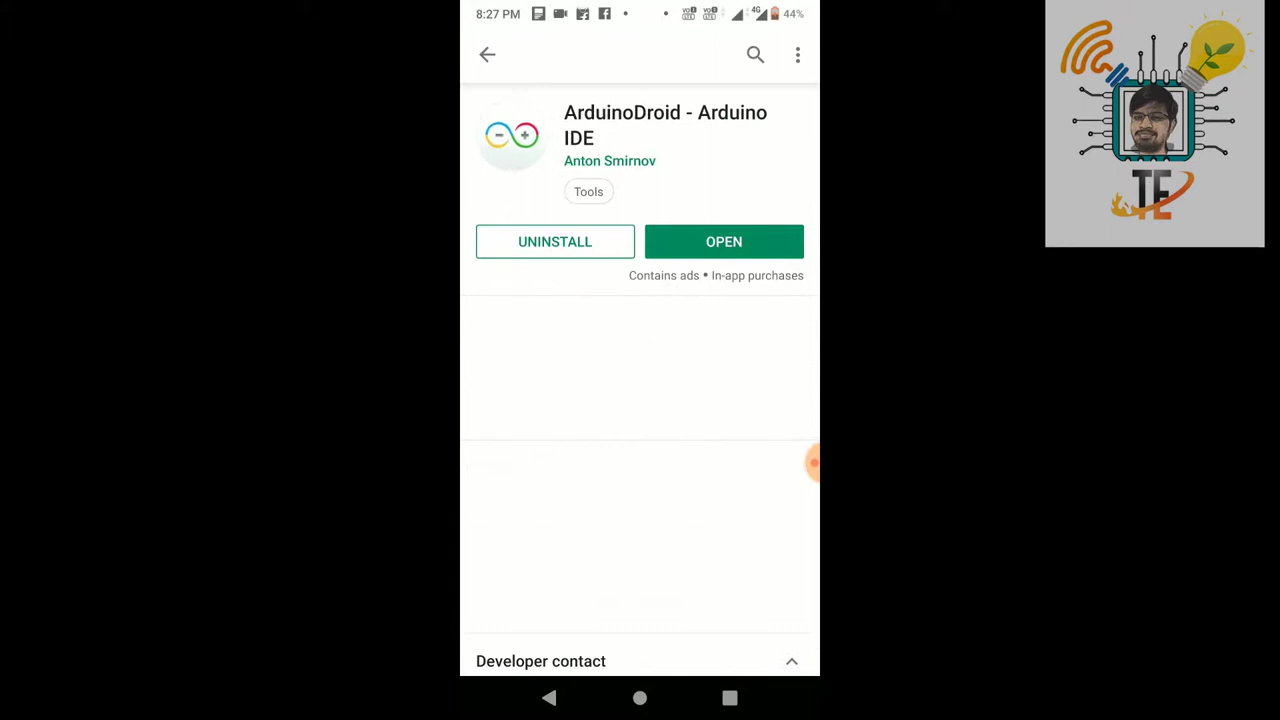 8:27 PM
4G
44%
ArduinoDroid - Arduino
IDE
Anton Smirnov
Tools
UNINSTALL
OPEN
Contains ads • In-app purchases
Developer contact
TE